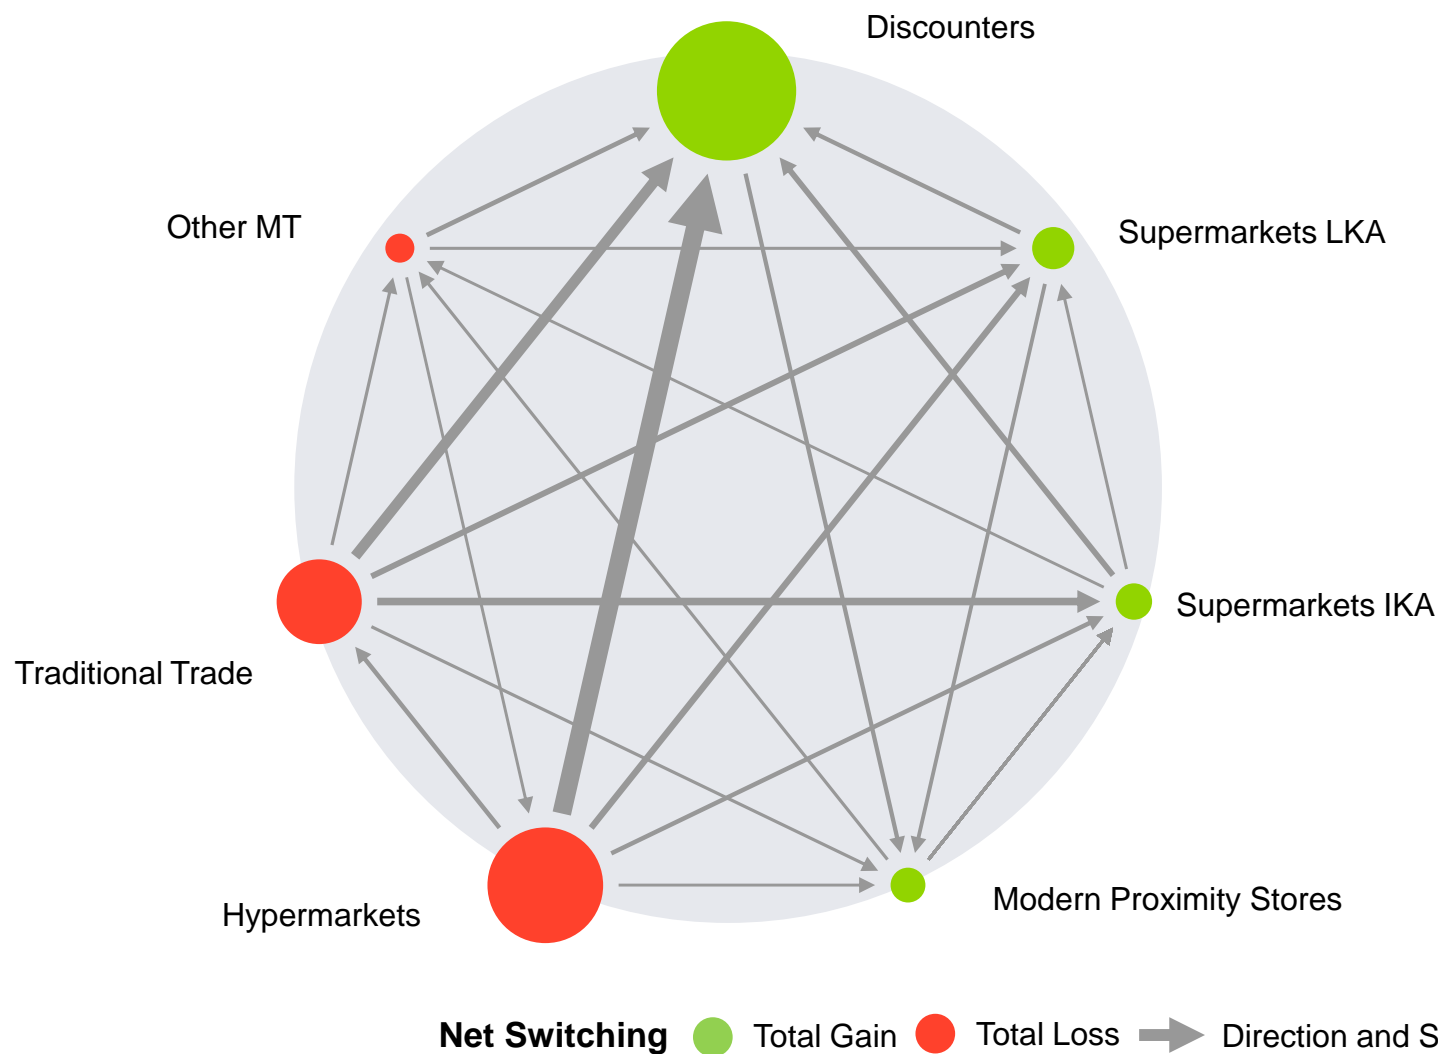 Discounters
Other MT
Supermarkets LKA
Supermarkets IKA
Traditional Trade
Modern Proximity Stores
Hypermarkets
Net Switching Total Gain Total Loss Direction and S